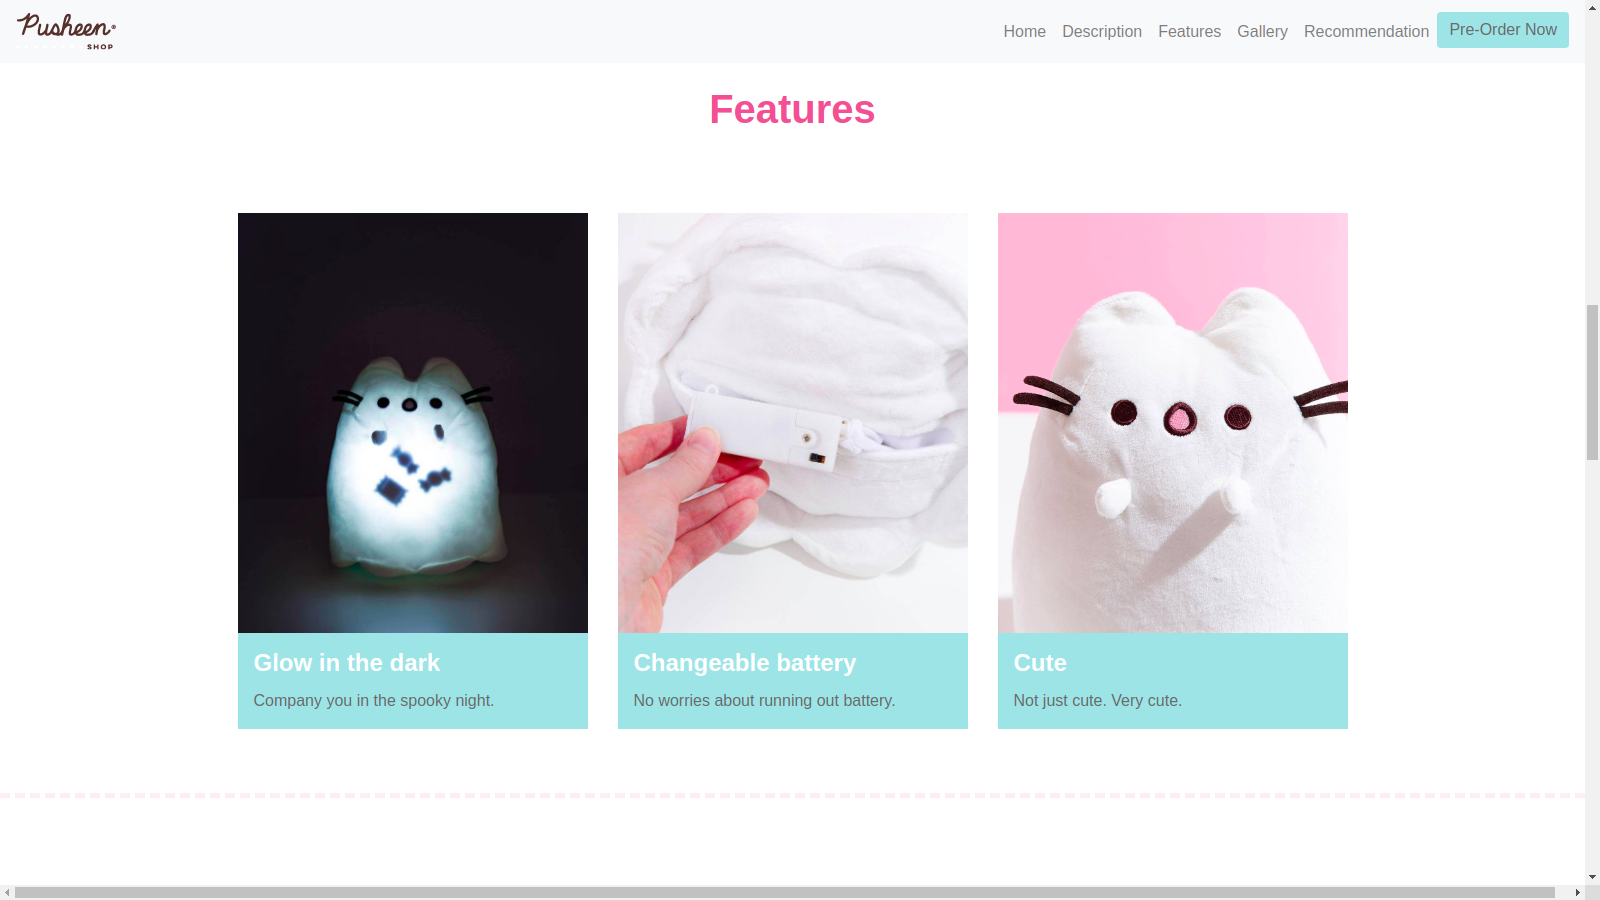 Pusheen®
SHOP
Home
Description
Features
Gallery
Recommendation
Pre-Order Now
Features
Glow in the dark
Company you in the spooky night.
Changeable battery
No worries about running out battery.
Cute
Not just cute. Very cute.